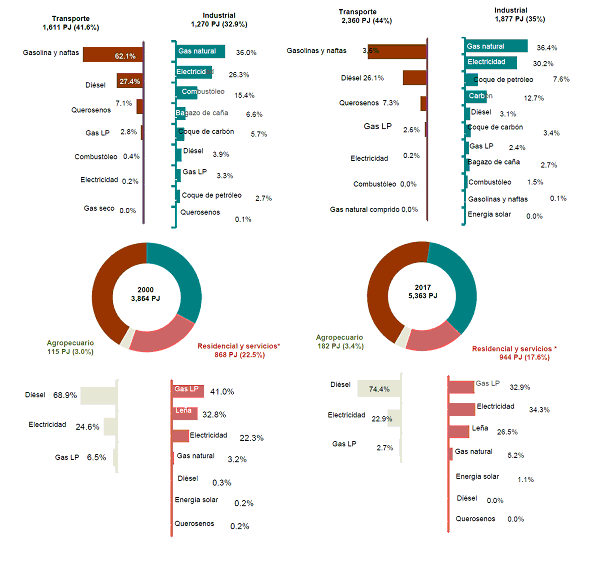 Transporte
1,611 PJ (41.6%)
Gasolina y naftas 62.1%
Diésel 27.4%
Querosenos 7.1%
Gas LP 2.8%
Combustóleo 0.4%
Electricidad 0.2%
Gas seco 0.0%
Industrial
1,270 PJ (32.9%)
Gas natural 36.0%
Electricidad 26.3%
Combustóleo 15.4%
Bagazo de caña 6.6%
Coque de carbón 5.7%
Diésel 3.9%
Gas LP 3.3%
Coque de petróleo 2.7%
Querosenos 0.1%
Transporte
2,360 PJ (44%)
Gasolinas y naftas
Diésel 26.1%
Querosenos 7.3%
Gas LP 2.6%
Electricidad 0.2%
Combustóleo 0.0%
Gas natural comprido 0.0%
Industrial
1,877 PJ (35%)
Gas natural 36.4%
Electricidad 30.2%
Coque de petróleo 7.6%
Carbón 12.7%
Diésel 3.1%
Coque de carbón 3.4%
Gas LP 2.4%
Bagazo de caña 2.7%
Combustóleo 1.5%
Gasolinas y naftas 0.1%
Energía solar 0.0%
2000
3,864 PJ
Agropecuario
115 PJ (3.0%)
Residencial y servicios*
868 PJ (22.5%)
2017
5,363 PJ
Agropecuario
182 PJ (3.4%)
Residencial y servicios *
944 PJ (17.6%)
Diésel 68.9%
Electricidad 24.6%
Gas LP 6.5%
Gas LP 41.0%
Leña 32.8%
Electricidad 22.3%
Gas natural 3.2%
Diésel 0.3%
Energía solar 0.2%
Querosenos 0.2%
Diésel 74.4%
Electricidad 22.9%
Gas LP 2.7%
Gas LP 32.9%
Electricidad 34.3%
Leña 26.5%
Gas natural 5.2%
Energía solar 1.1%
Diésel 0.0%
Querosenos 0.0%